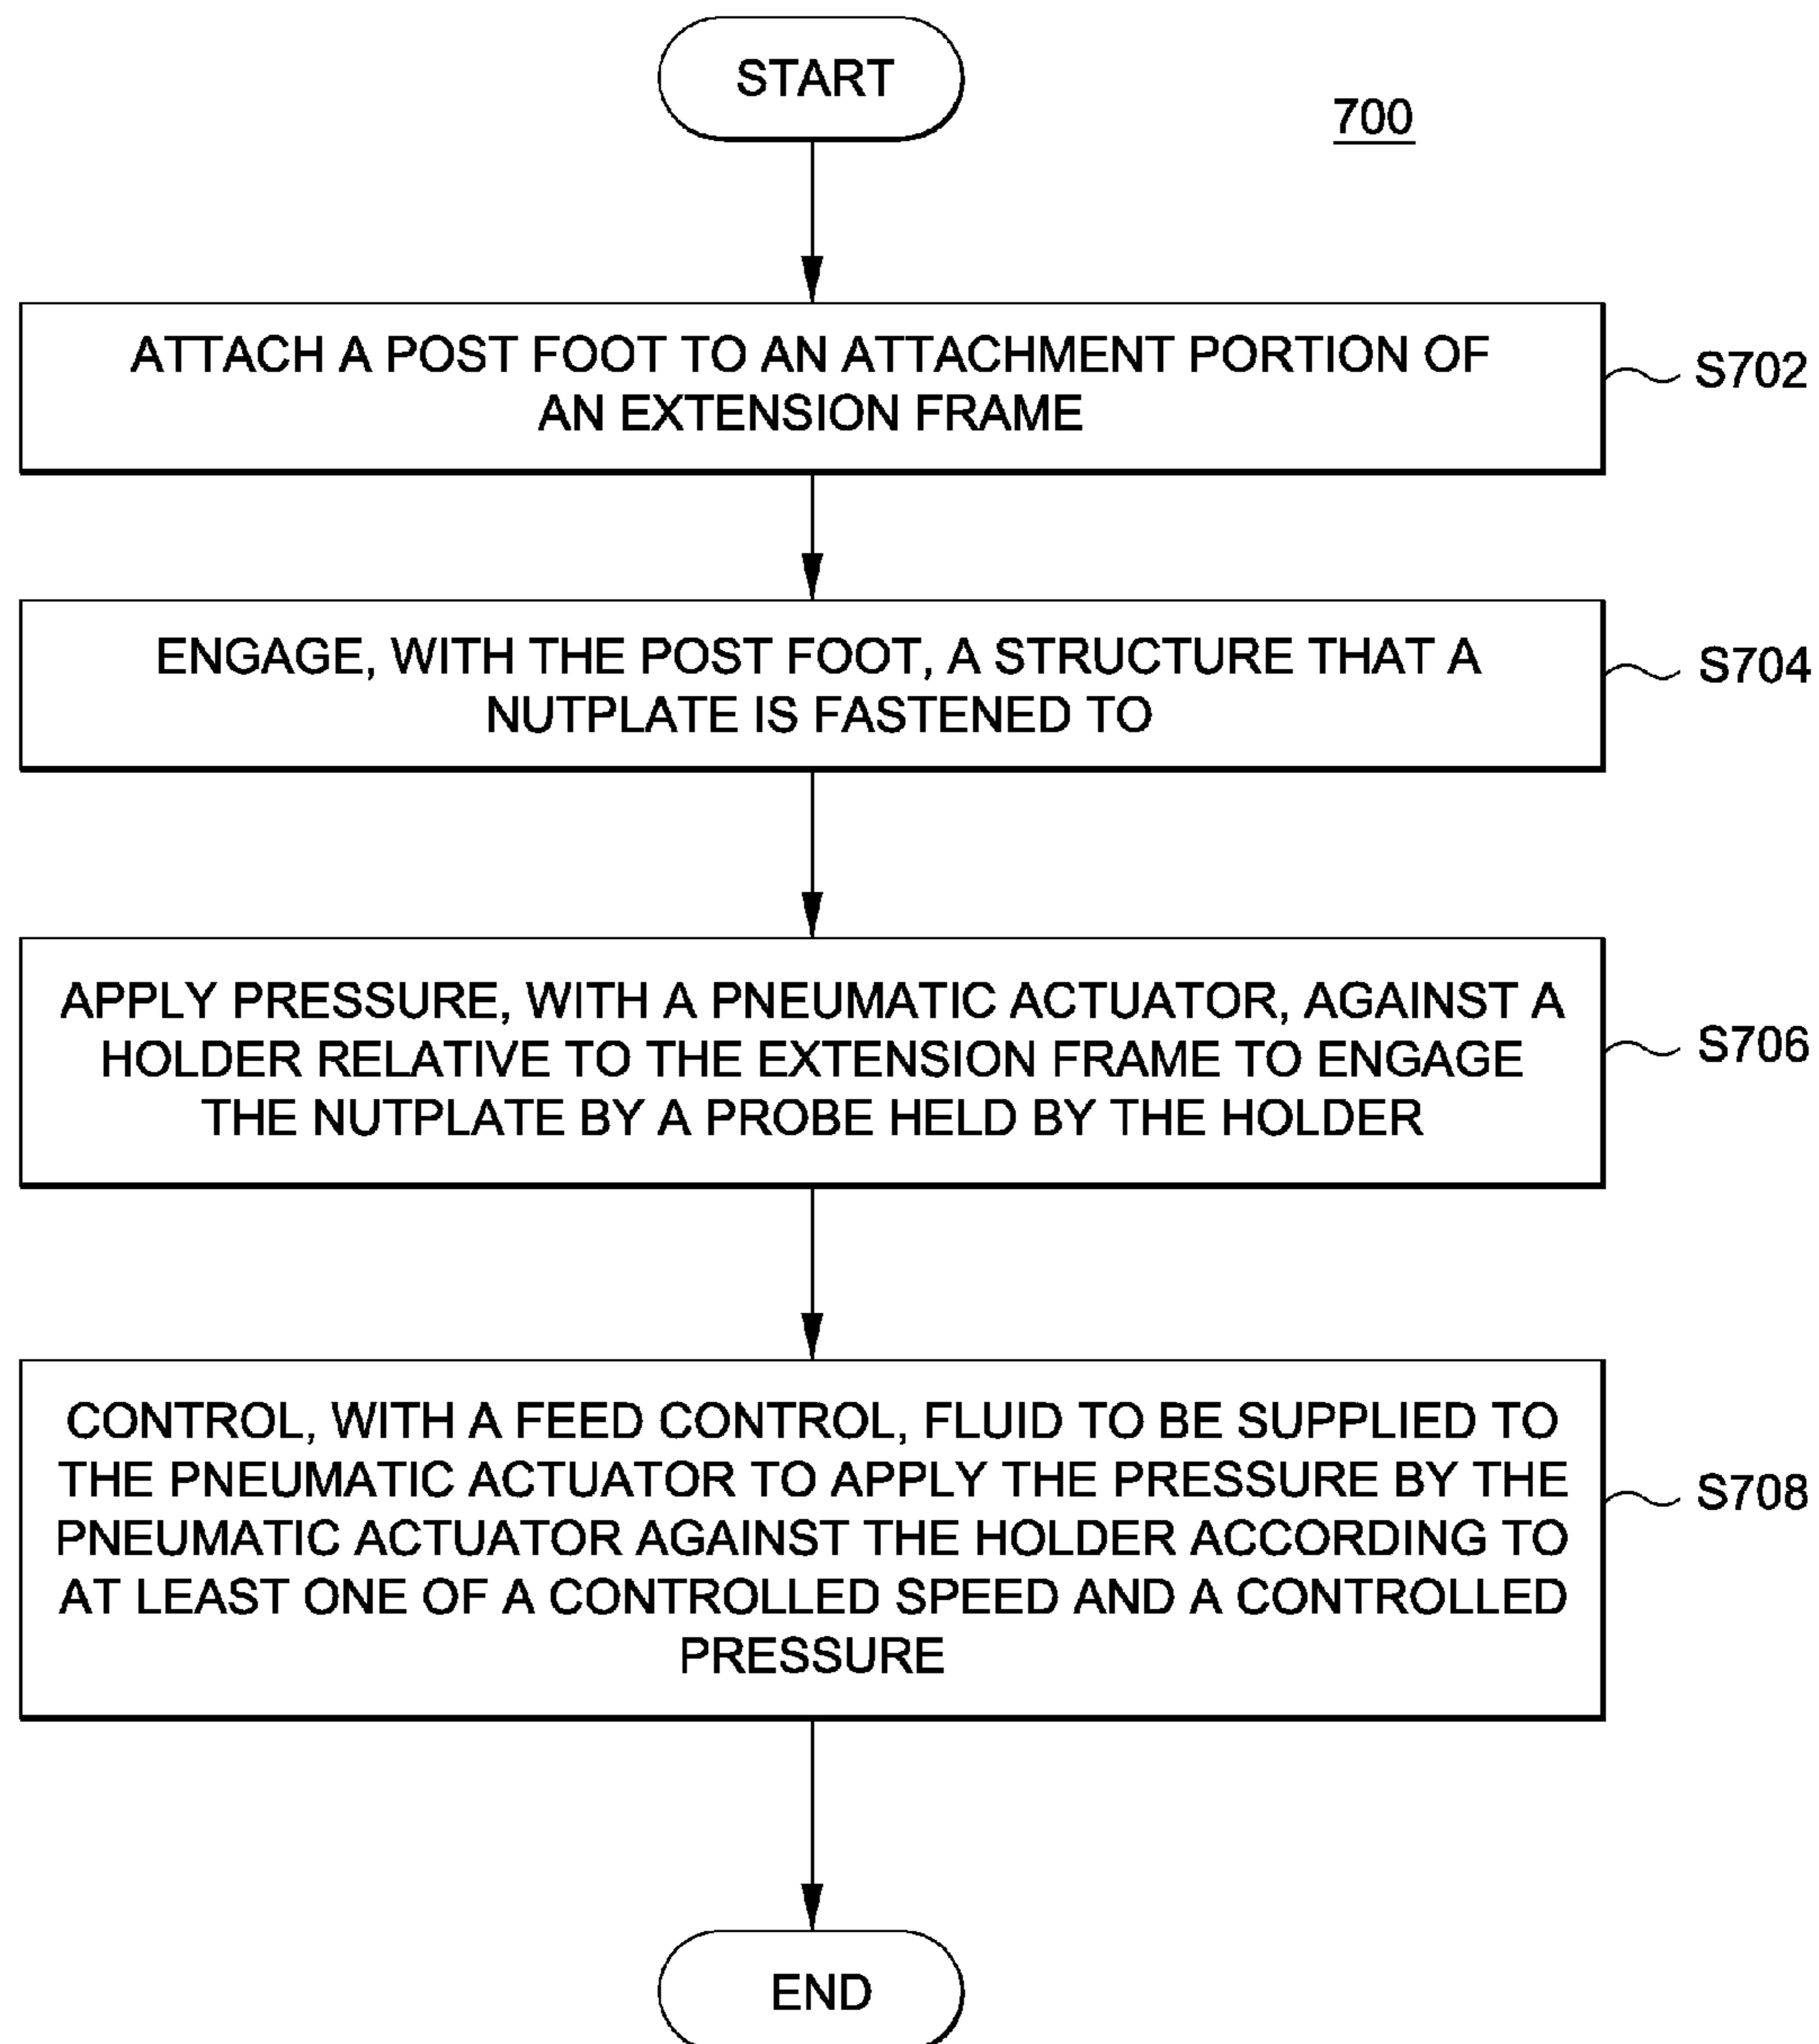 START
700
ATTACH A POST FOOT TO AN ATTACHMENT PORTION OF
AN EXTENSION FRAME
S702
ENGAGE, WITH THE POST FOOT, A STRUCTURE THAT A
NUTPLATE IS FASTENED TO
S704
APPLY PRESSURE, WITH A PNEUMATIC ACTUATOR, AGAINST A
HOLDER RELATIVE TO THE EXTENSION FRAME TO ENGAGE
THE NUTPLATE BY A PROBE HELD BY THE HOLDER
S706
CONTROL, WITH A FEED CONTROL, FLUID TO BE SUPPLIED TO
THE PNEUMATIC ACTUATOR TO APPLY THE PRESSURE BY THE
PNEUMATIC ACTUATOR AGAINST THE HOLDER ACCORDING TO
AT LEAST ONE OF A CONTROLLED SPEED AND A CONTROLLED
PRESSURE
S708
END